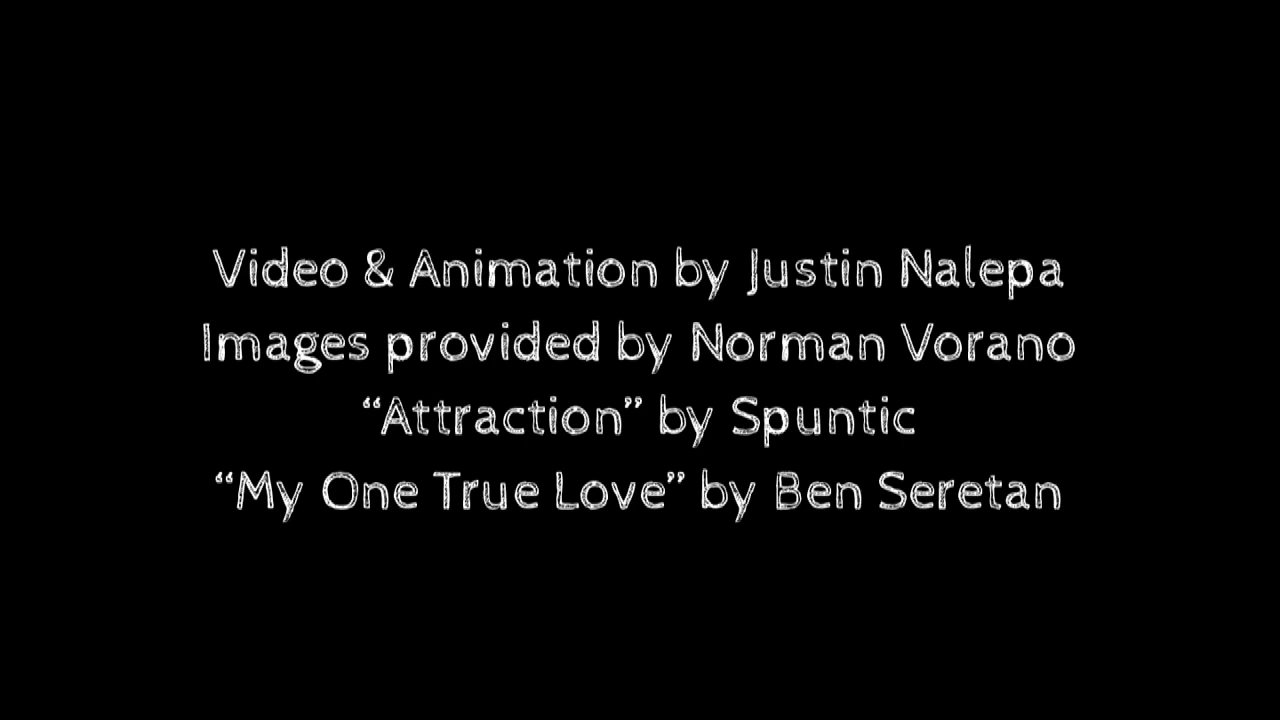 Video & Animation by Justin Nalepa
Images provided by Norman Vorano
“Attraction” by Spuntic
“My One True Love” by Ben Seretan